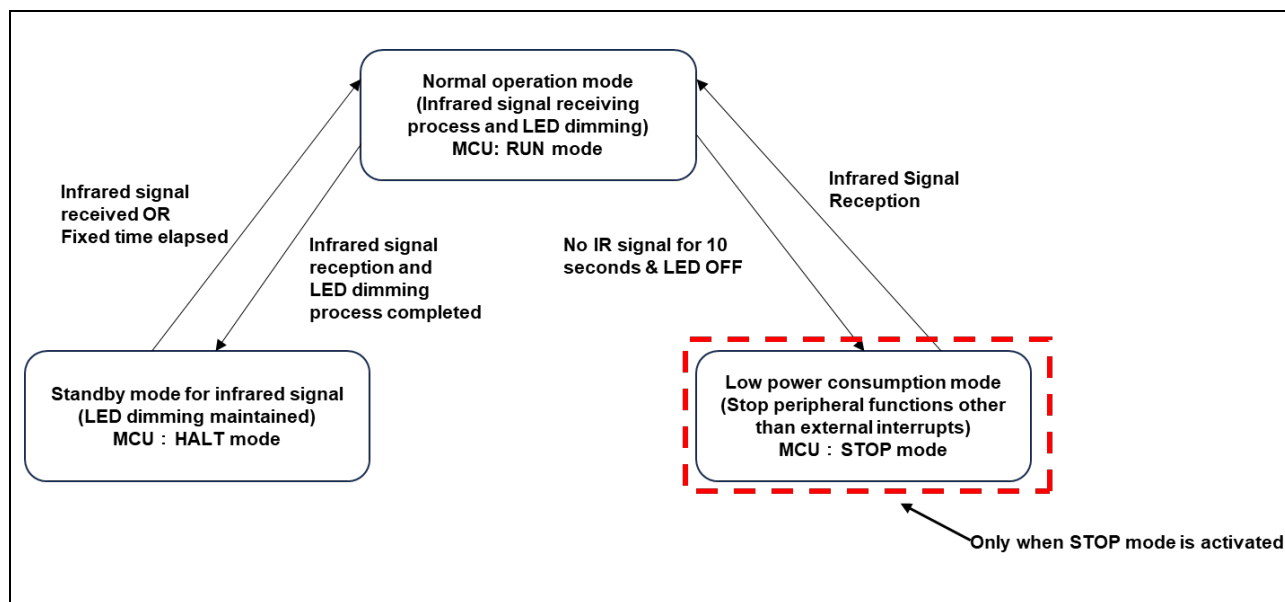 Normal operation mode
(Infrared signal receiving
process and LED dimming)
MCU: RUN mode
Infrared signal
received OR
Fixed time elapsed
Infrared signal
reception and
LED dimming
process completed
No IR signal for 10
seconds & LED OFF
Infrared Signal
Reception
Standby mode for infrared signal
(LED dimming maintained)
MCU： HALT mode
Low power consumption mode
(Stop peripheral functions other
than external interrupts)
MCU： STOP mode
Only when STOP mode is activated